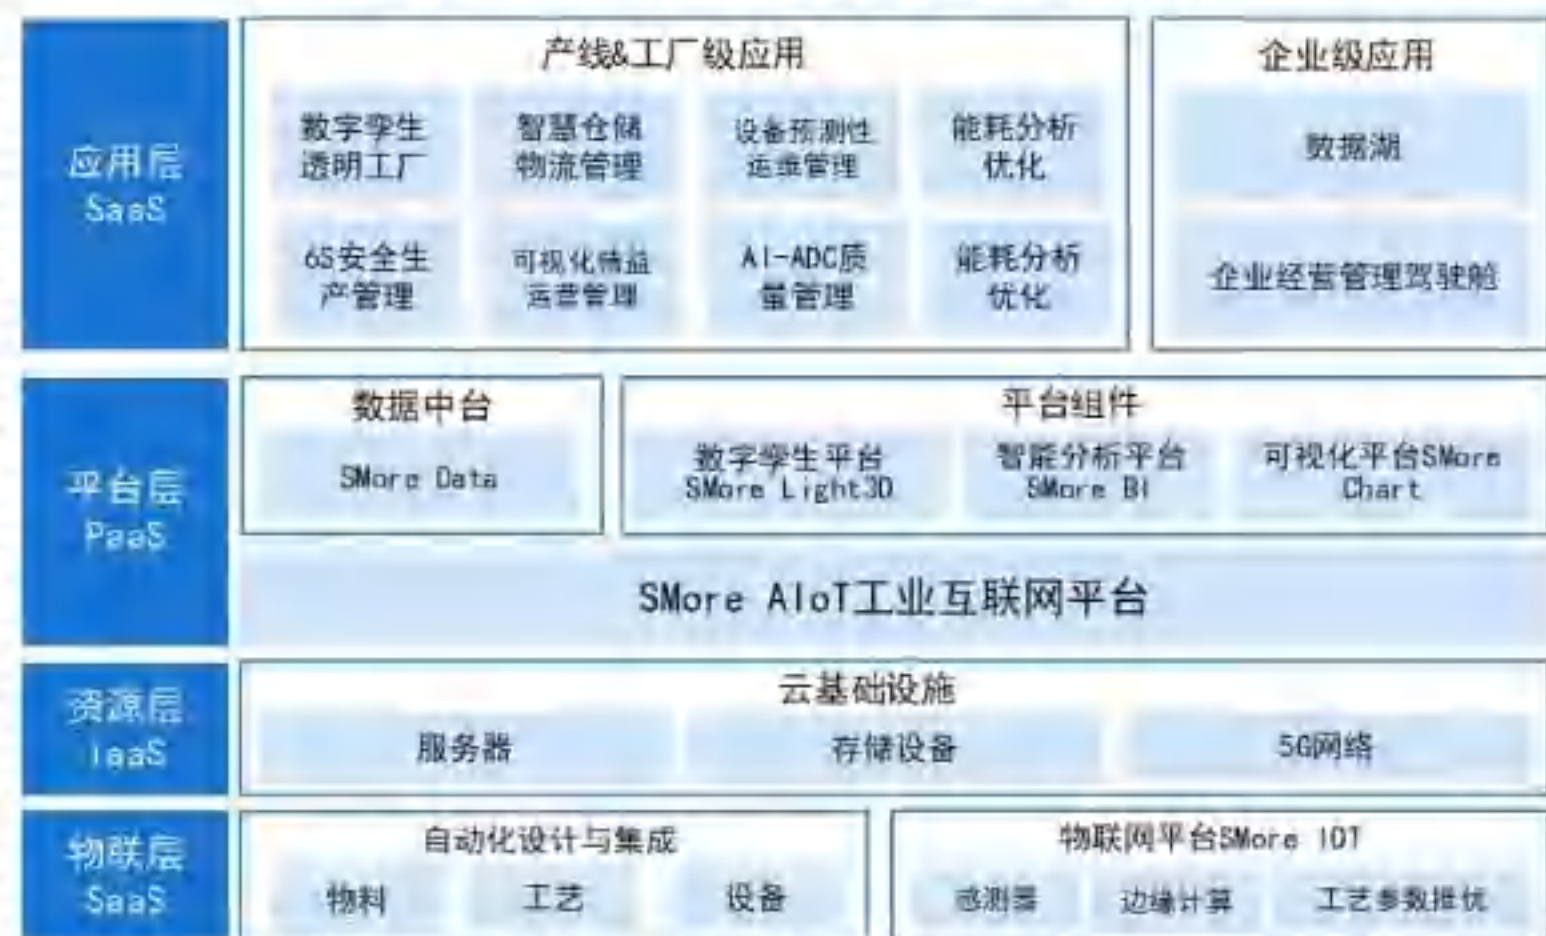 应用层
SaaS
产线&工厂级应用
数字孪生
透明工厂
智慧仓储
物流管理
设备预测性
运维管理
能耗分析
优化
6S安全生
产管理
可视化精益
运营管理
AI-ADC质
量管理
能耗分析
优化
企业级应用
数据湖
企业经营管理驾驶舱
平台层
PaaS
数据中台
SMore Data
平台组件
数字孪生平台
SMore Light3D
智能分析平台
SMore BI
可视化平台SMore
Chart
SMore AIoT工业互联网平台
资源层
IaaS
云基础设施
服务器
存储设备
5G网络
物联层
SaaS
自动化设计与集成
物料
工艺
设备
物联网平台SMore IOT
感测器
边缘计算
工艺参数推优